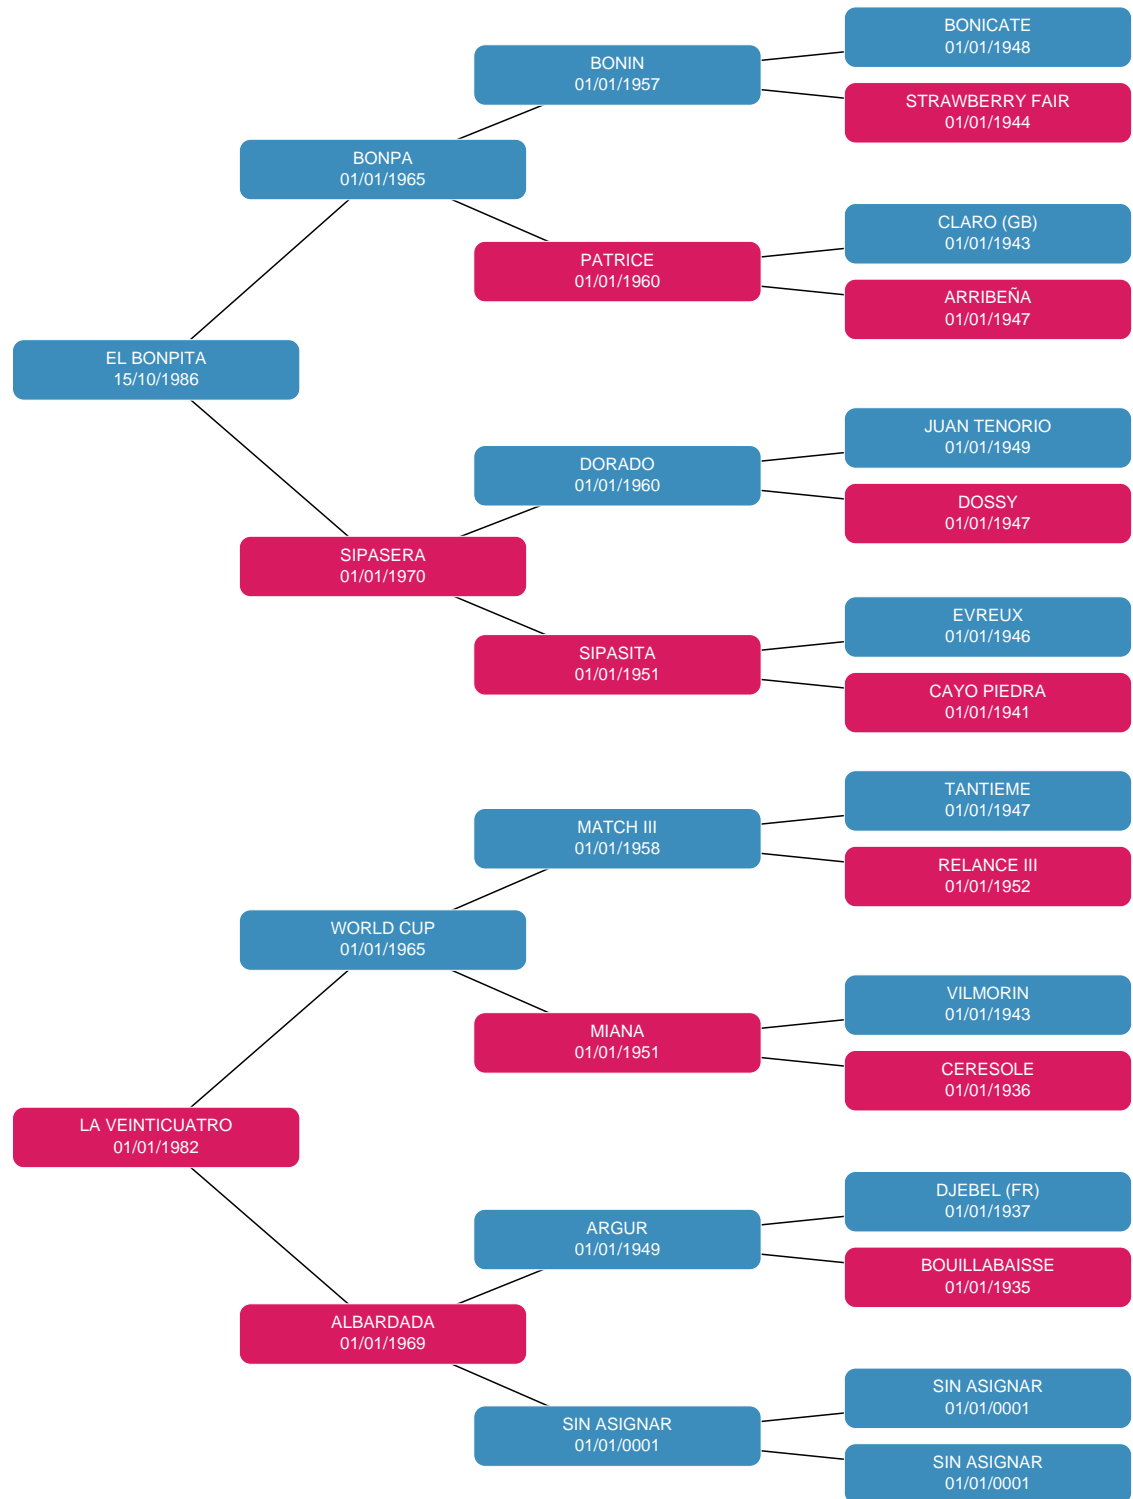 BONICATE
01/01/1948
BONIN
01/01/1957
STRAWBERRY FAIR
01/01/1944
BONPA
01/01/1965
CLARO (GB)
01/01/1943
PATRICE
01/01/1960
ARRIBEÑA
01/01/1947
EL BONPITA
15/10/1986
JUAN TENORIO
01/01/1949
DORADO
01/01/1960
DOSSY
01/01/1947
SIPASERA
01/01/1970
EVREUX
01/01/1946
SIPASITA
01/01/1951
CAYO PIEDRA
01/01/1941
TANTIEME
01/01/1947
MATCH III
01/01/1958
RELANCE III
01/01/1952
WORLD CUP
01/01/1965
VILMORIN
01/01/1943
MIANA
01/01/1951
CERESOLE
01/01/1936
LA VEINTICUATRO
01/01/1982
DJEBEL (FR)
01/01/1937
ARGUR
01/01/1949
BOUILLABAISSE
01/01/1935
ALBARDADA
01/01/1969
SIN ASIGNAR
01/01/0001
SIN ASIGNAR
01/01/0001
SIN ASIGNAR
01/01/0001